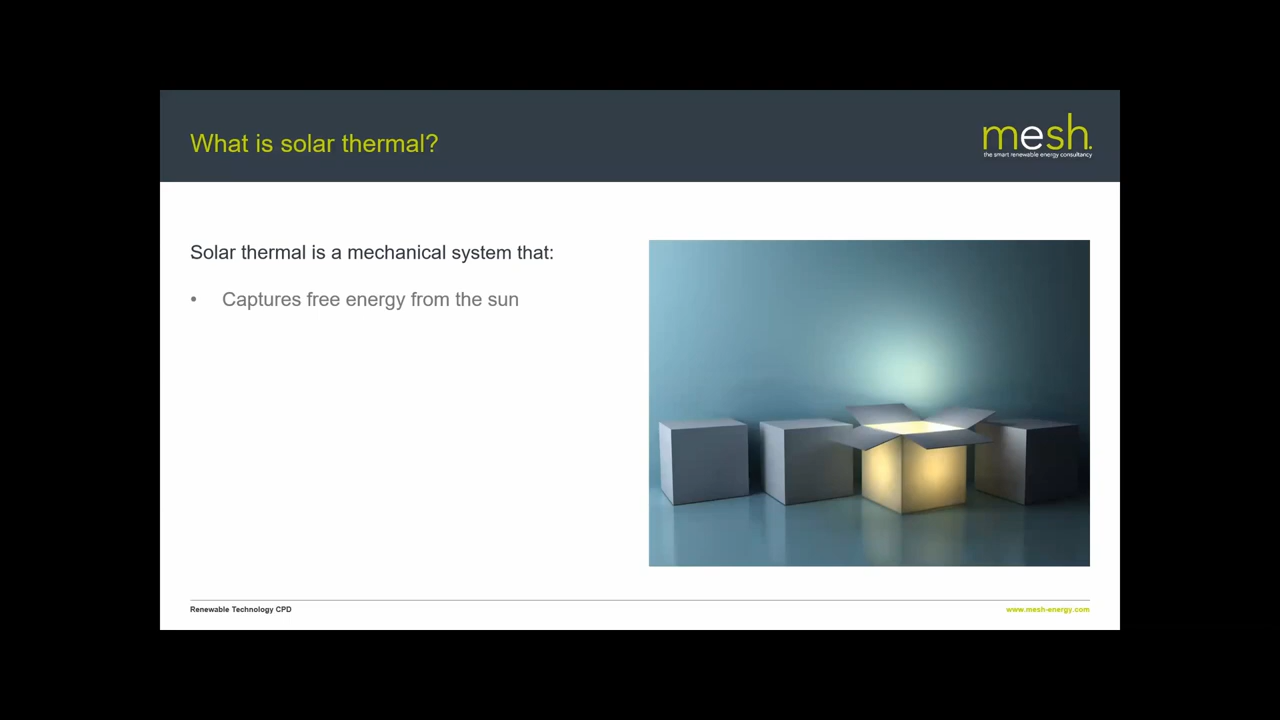 What is solar thermal?
mesh.
the smart renewable energy consultancy
Solar thermal is a mechanical system that:
• Captures free energy from the sun
Renewable Technology CPD
www.mesh-energy.com